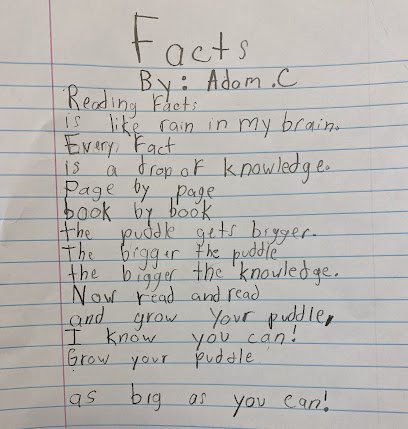 Facts
By: Adam.C
Reading Facts
is like rain in my brain.
Every Fact
is a drop of knowledge.
Page by page
book by book
the puddle gets bigger.
The bigger the puddle
the bigger the knowledge.
Now read and read
and grow your puddle,
I know you can!
Grow your puddle
as big as you can!